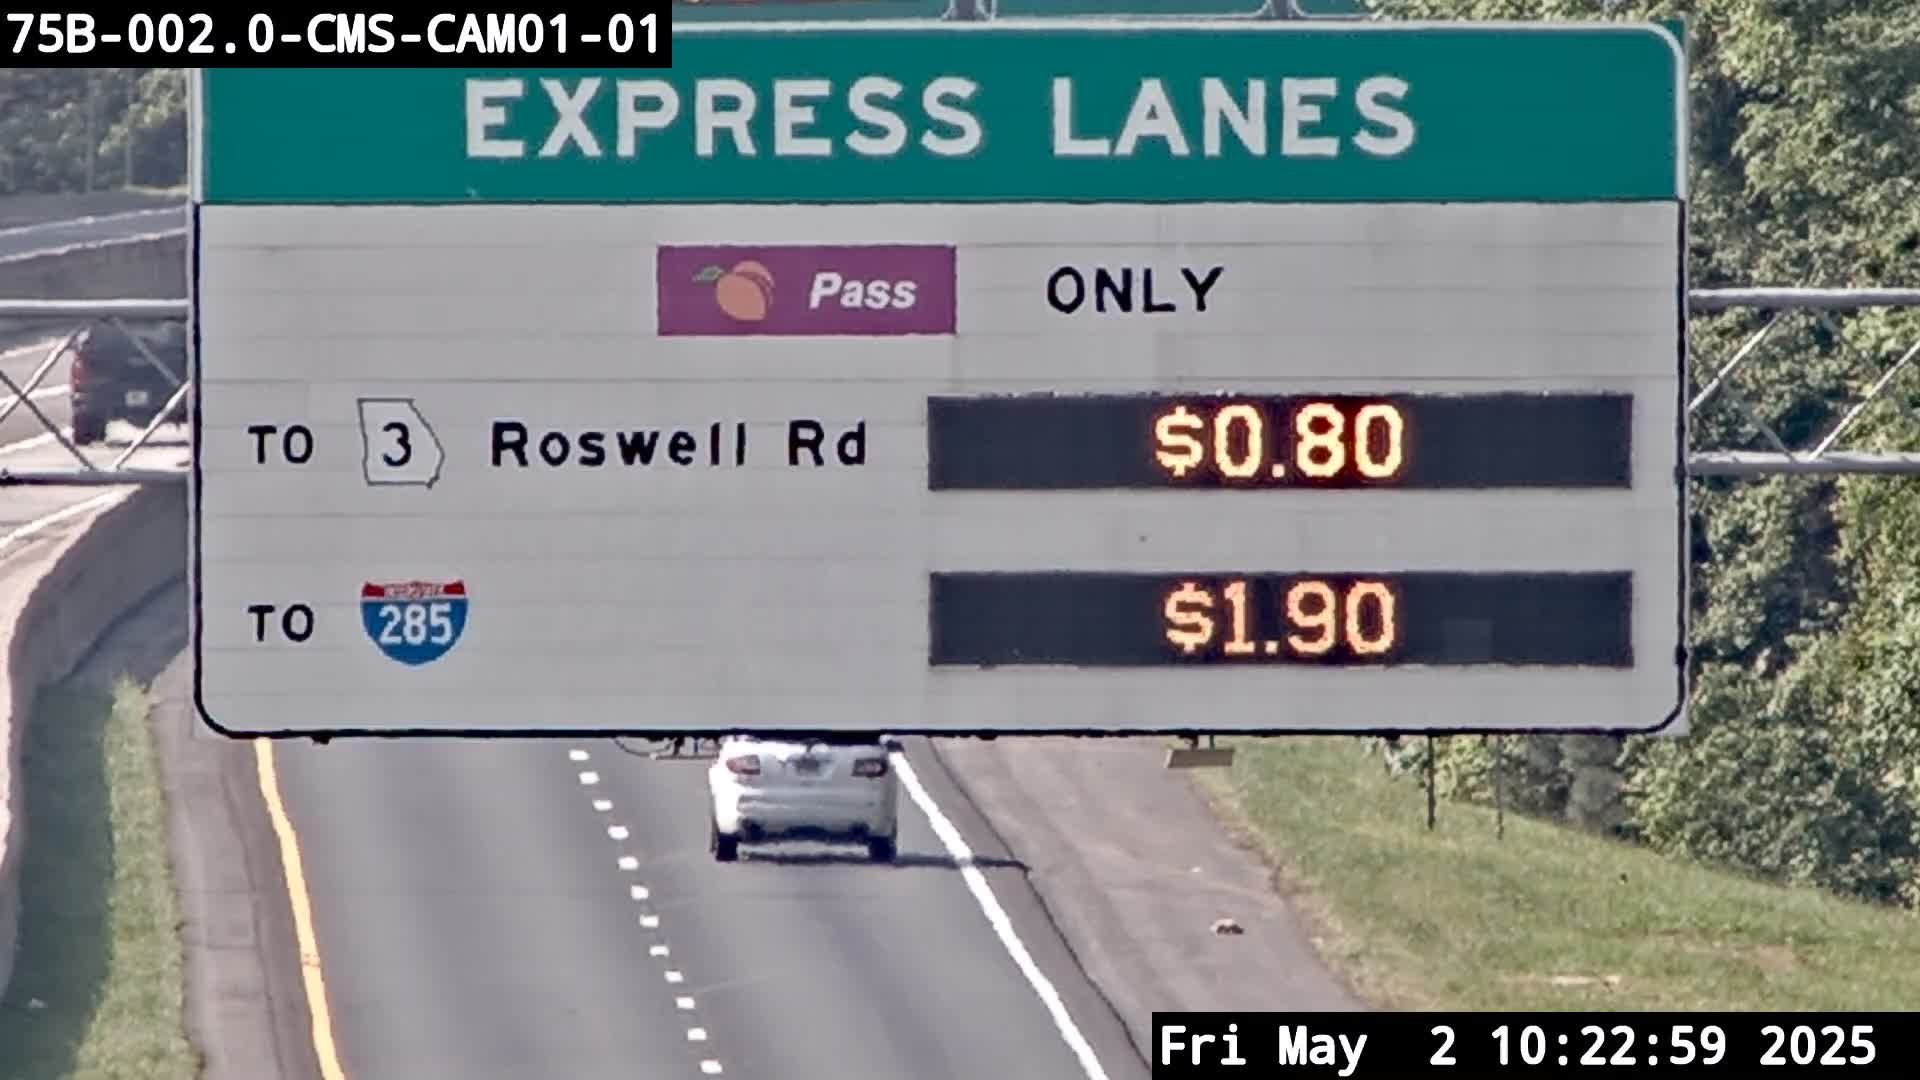 75B-002.0-CMS-CAM01-01
EXPRESS LANES
Pass ONLY
TO 3 Roswell Rd $0.80
TO 285 $1.90
Fri May 2 10:22:59 2025